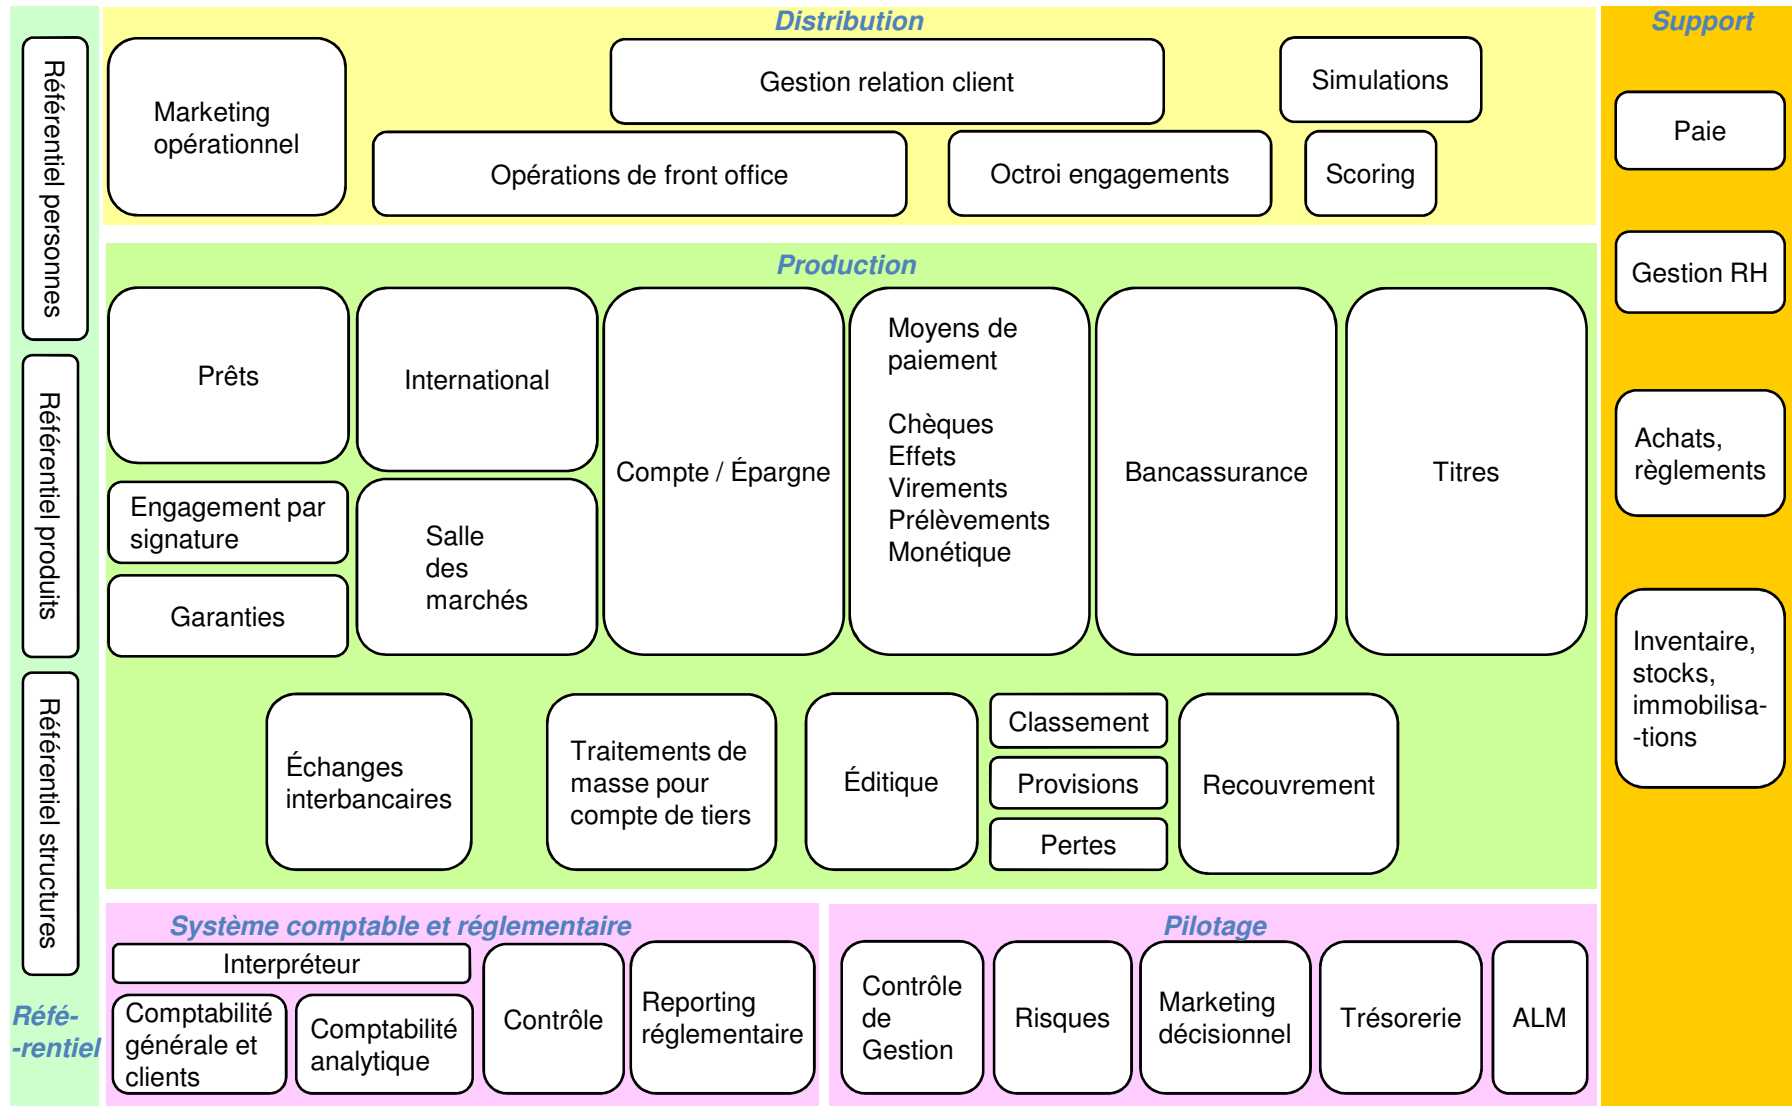 Distribution
Marketing
opérationnel
Gestion relation client
Simulations
Opérations de front office
Octroi engagements
Scoring
Support
Paie
Gestion RH
Achats,
règlements
Inventaire,
stocks,
immobilisa-
-tions
Référentiel personnes
Référentiel produits
Référentiel structures
Réfé-
-rentiel
Production
Prêts
International
Compte / Épargne
Moyens de
paiement
Chèques
Effets
Virements
Prélèvements
Monétique
Bancassurance
Titres
Engagement par
signature
Garanties
Salle
des
marchés
Échanges
interbancaires
Traitements de
masse pour
compte de tiers
Éditique
Classement
Provisions
Pertes
Recouvrement
Système comptable et réglementaire
Interpréteur
Comptabilité
générale et
clients
Comptabilité
analytique
Contrôle
Reporting
réglementaire
Pilotage
Contrôle
de
Gestion
Risques
Marketing
décisionnel
Trésorerie
ALM